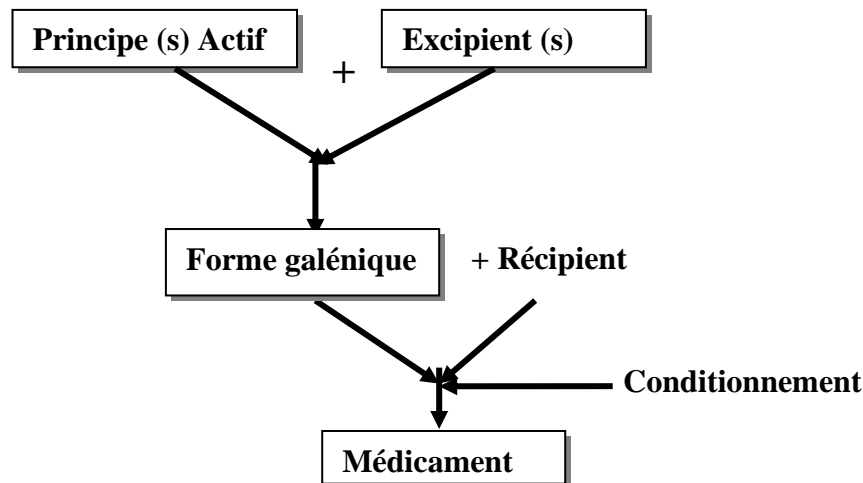 Principe (s) Actif
+
Excipient (s)
Forme galénique
+ Récipient
Conditionnement
Médicament